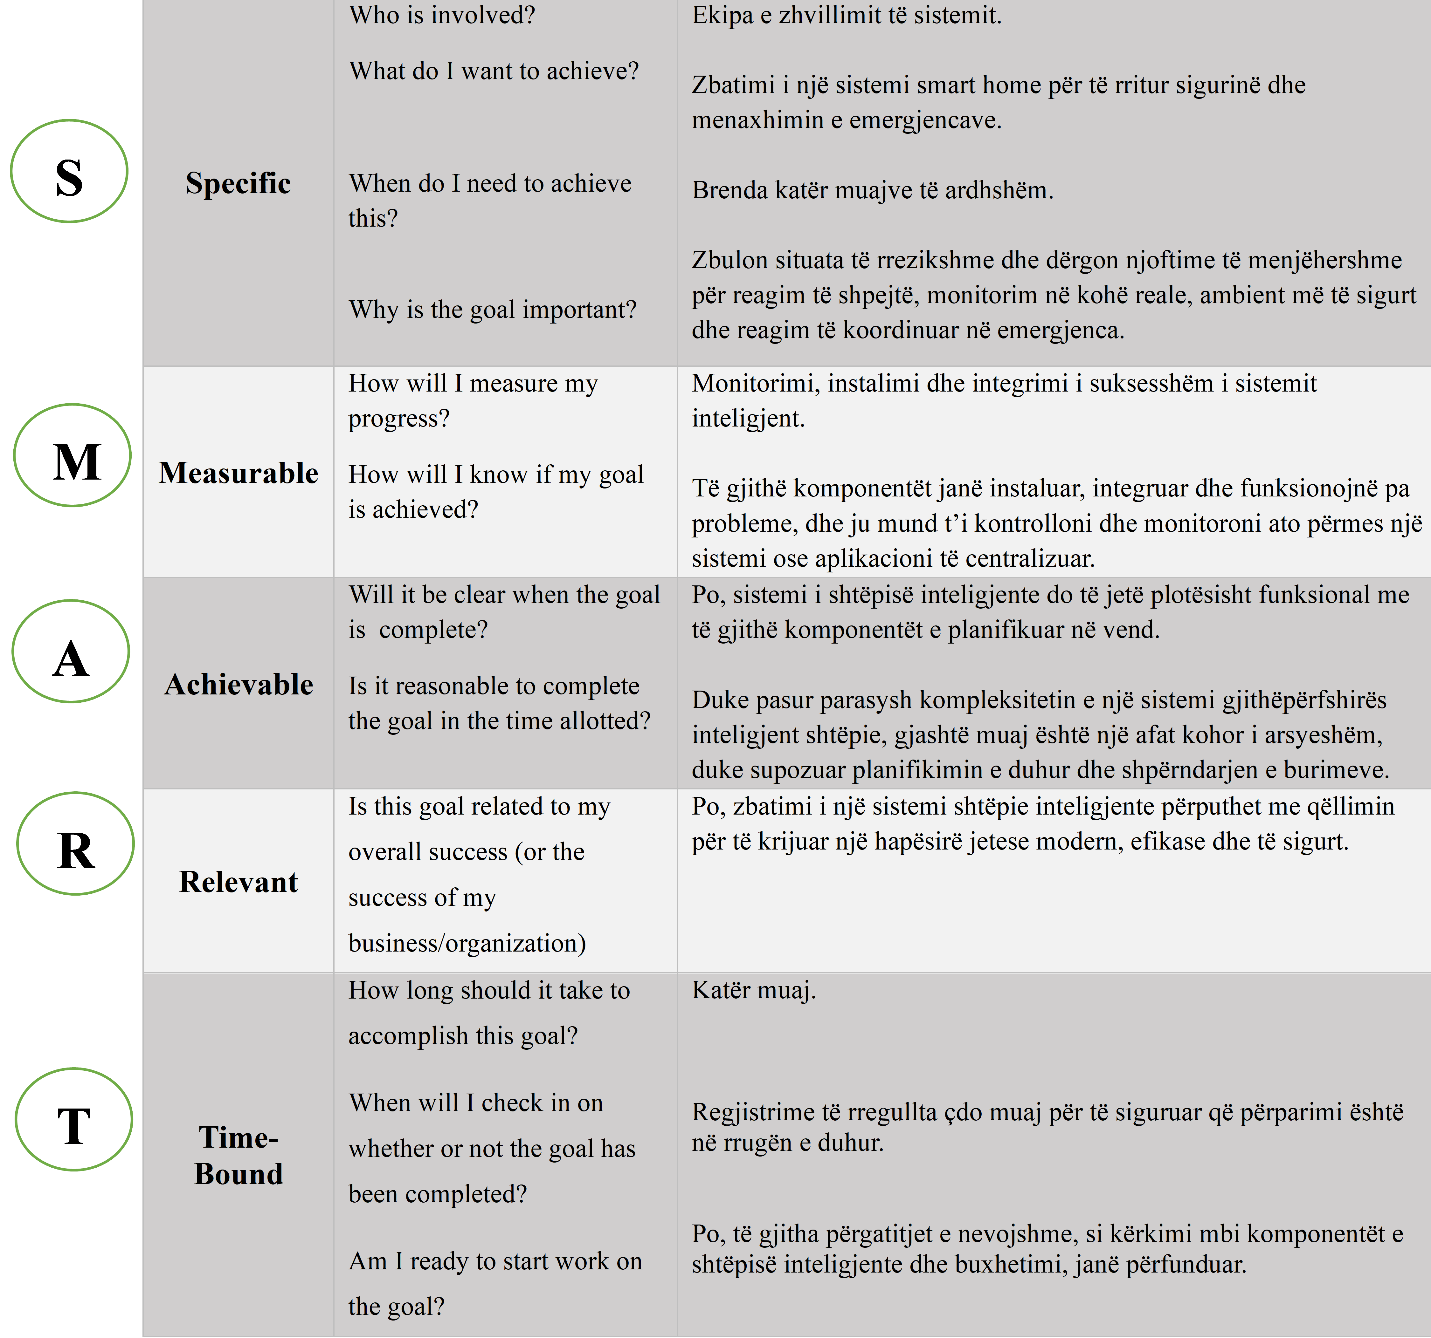 S
Specific
Who is involved?
Ekipa e zhvillimit të sistemit.
What do I want to achieve?
Zbatimi i një sistemi smart home për të rritur sigurinë dhe
menaxhimin e emergjencave.
When do I need to achieve
this?
Brenda katër muajve të ardhshëm.
Why is the goal important?
Zbulon situata të rrezikshme dhe dërgon njoftime të menjëhershme
për reagim të shpejtë, monitorim në kohë reale, ambient më të sigurt
dhe reagim të koordinuar në emergjenca.
M
Measurable
How will I measure my
progress?
Monitorimi, instalimi dhe integrimi i suksesshëm i sistemit
inteligjent.
How will I know if my goal
is achieved?
Të gjithë komponentët janë instaluar, integruar dhe funksionojnë pa
probleme, dhe ju mund t’i kontrolloni dhe monitoroni ato përmes një
sistemi ose aplikacioni të centralizuar.
A
Achievable
Will it be clear when the goal
is  complete?
Po, sistemi i shtëpisë inteligjente do të jetë plotësisht funksional me
të gjithë komponentët e planifikuar në vend.
Is it reasonable to complete
the goal in the time allotted?
Duke pasur parasysh kompleksitetin e një sistemi gjithëpërfshirës
inteligjent shtëpie, gjashtë muaj është një afat kohor i arsyeshëm,
duke supozuar planifikimin e duhur dhe shpërndarjen e burimeve.
R
Relevant
Is this goal related to my
overall success (or the
success of my
business/organization)
Po, zbatimi i një sistemi shtëpie inteligjente përputhet me qëllimin
për të krijuar një hapësirë jetese modern, efikase dhe të sigurt.
T
Time-
Bound
How long should it take to
accomplish this goal?
Katër muaj.
When will I check in on
whether or not the goal has
been completed?
Regjistrime të rregullta çdo muaj për të siguruar që përparimi është
në rrugën e duhur.
Am I ready to start work on
the goal?
Po, të gjitha përgatitjet e nevojshme, si kërkimi mbi komponentët e
shtëpisë inteligjente dhe buxhetimi, janë përfunduar.